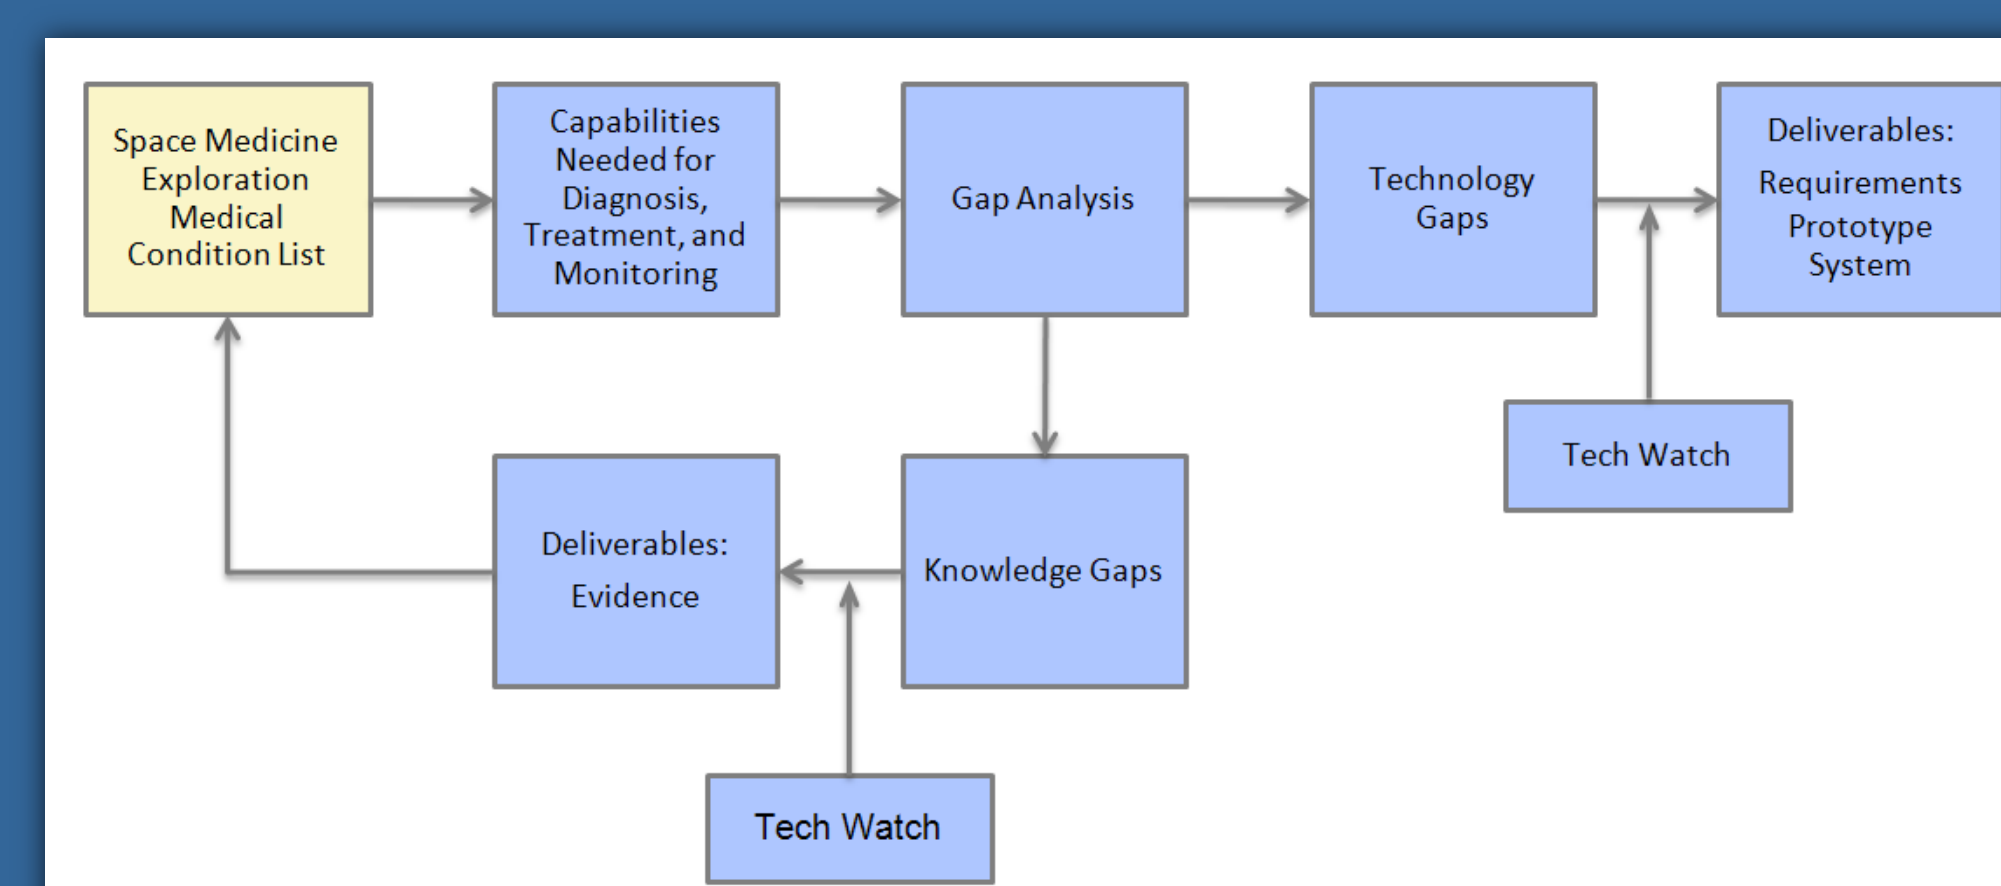 Space Medicine
Exploration
Medical
Condition List
Capabilities
Needed for
Diagnosis,
Treatment, and
Monitoring
Gap Analysis
Technology
Gaps
Deliverables:
Requirements
Prototype
System
Tech Watch
Deliverables:
Evidence
Knowledge Gaps
Tech Watch